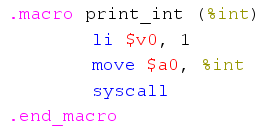 .macro print_int (%int)
li $v0, 1
move $a0, %int
syscall
.end_macro